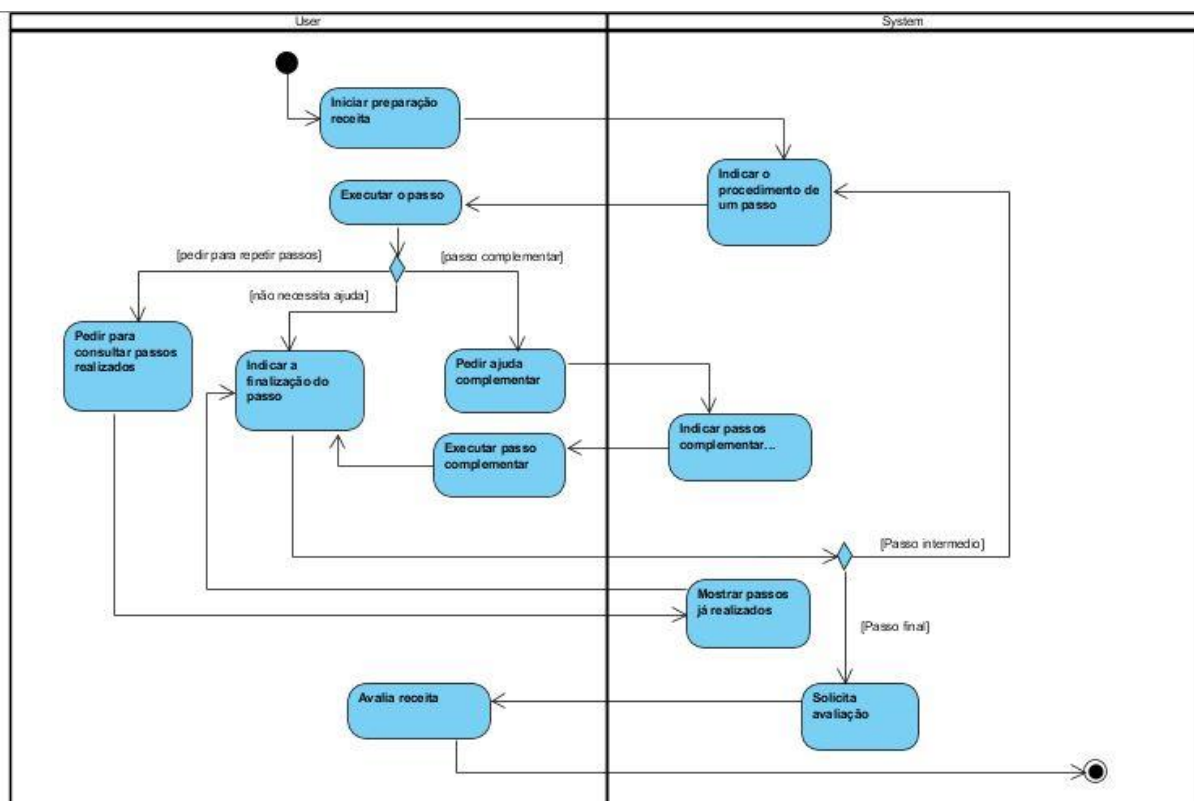 User
System
Iniciar preparação
receita
Indicar o
procedimento de
um passo
Executar o passo
[pedir para repetir passos]
[passo complementar]
[não necessita ajuda]
Pedir para
consultar passos
realizados
Indicar a
finalização do
passo
Pedir ajuda
complementar
Indicar passos
complementar...
Executar passo
complementar
[Passo intermedio]
Mostrar passos
já realizados
[Passo final]
Avalia receita
Solicita
avaliação